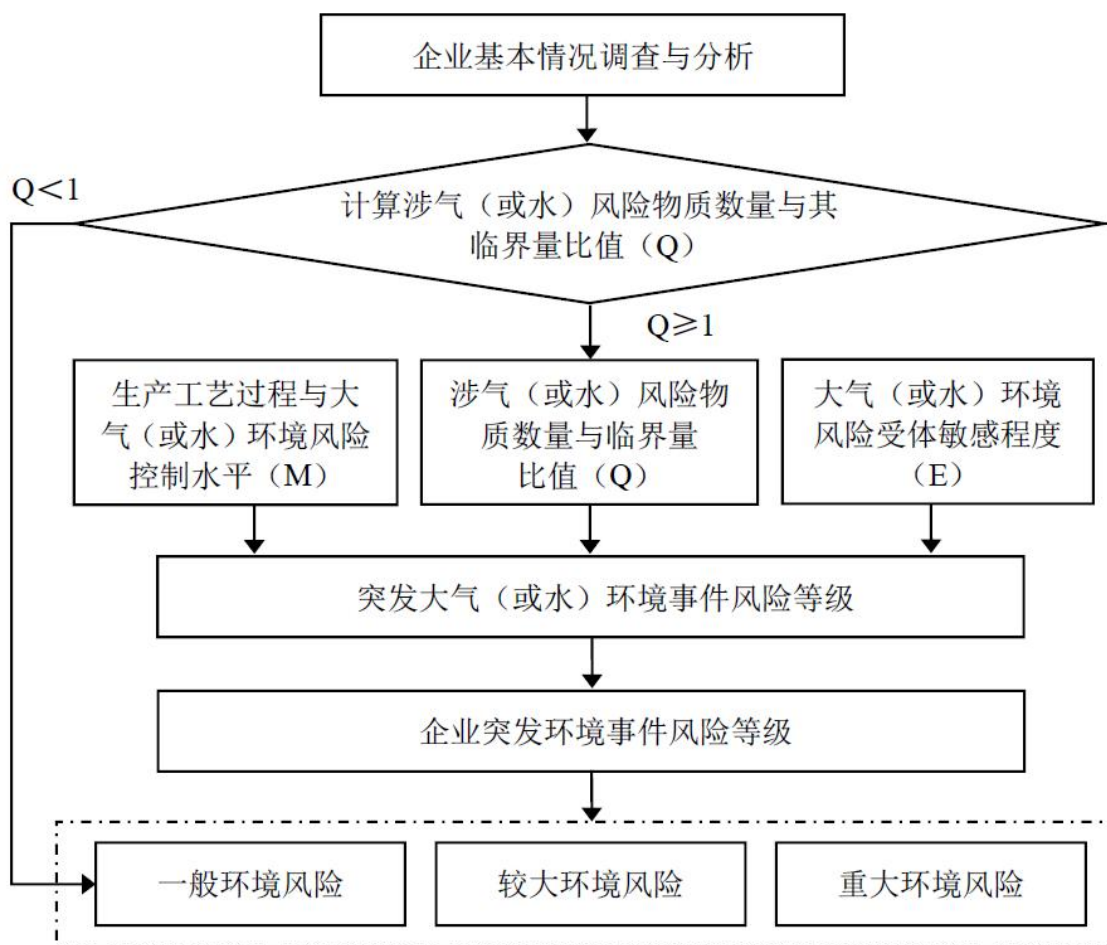 企业基本情况调查与分析
Q＜1
计算涉气（或水）风险物质数量与其
临界量比值（Q）
Q≥1
生产工艺过程与大
气（或水）环境风险
控制水平（M）
涉气（或水）风险物
质数量与临界量
比值（Q）
大气（或水）环境
风险受体敏感程度
（E）
突发大气（或水）环境事件风险等级
企业突发环境事件风险等级
一般环境风险
较大环境风险
重大环境风险